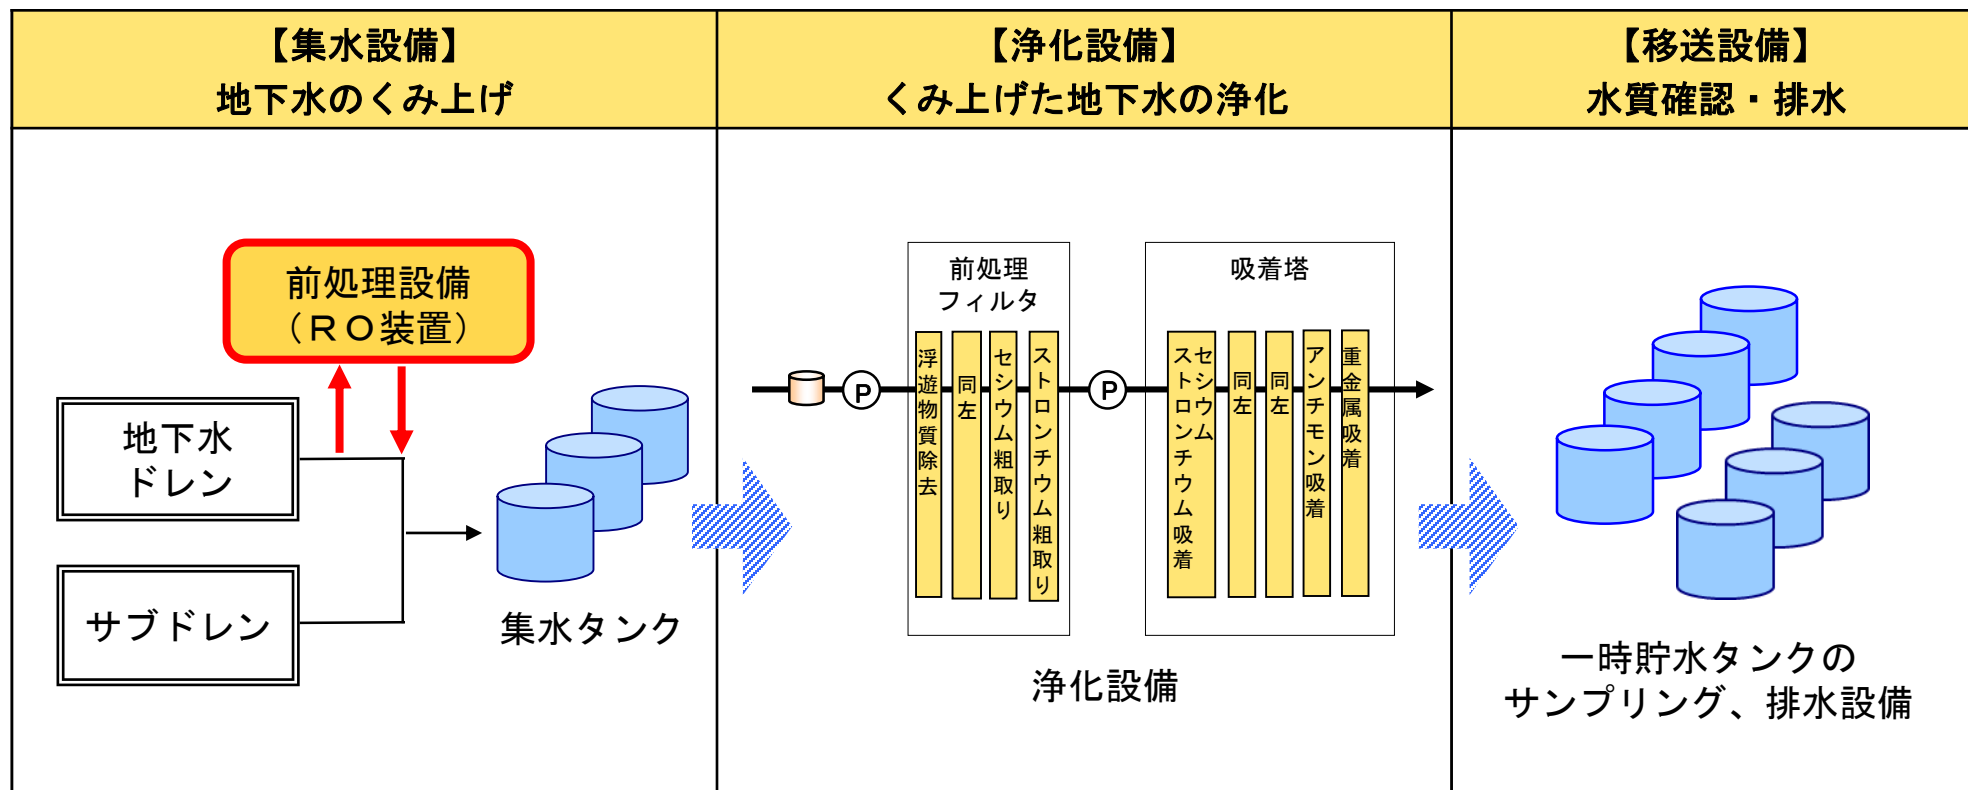 【集水設備】
地下水のくみ上げ
【浄化設備】
くみ上げた地下水の浄化
【移送設備】
水質確認・排水
前処理設備
（ＲＯ装置）
地下水
ドレン
サブドレン
集水タンク
P
前処理
フィルタ
浮遊物質除去
同左
セシウム粗取り
ストロンチウム粗取り
P
吸着塔
セシウム
ストロンチウム吸着
同左
同左
アンチモン吸着
重金属吸着
浄化設備
一時貯水タンクの
サンプリング、排水設備